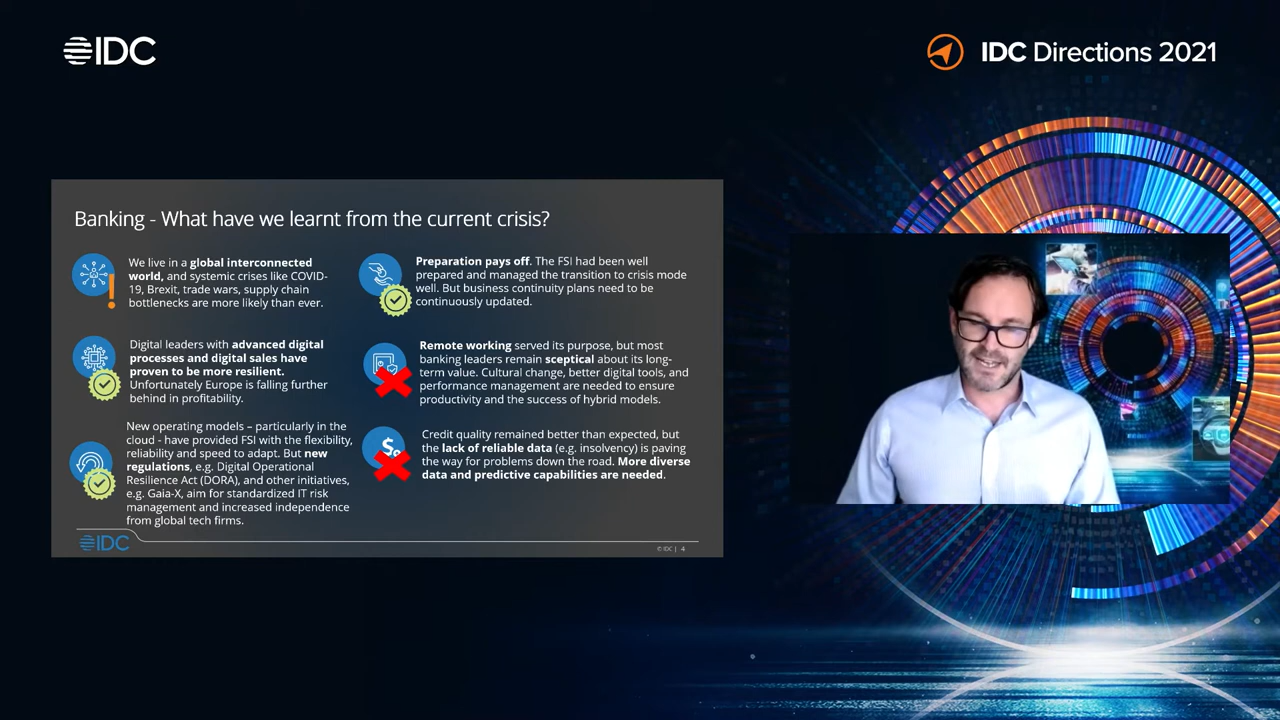 IDC
IDC Directions 2021
Banking - What have we learnt from the current crisis?
We live in a global interconnected
world, and systemic crises like COVID-
19, Brexit, trade wars, supply chain
bottlenecks are more likely than ever.
Digital leaders with advanced digital
processes and digital sales have
proven to be more resilient.
Unfortunately Europe is falling further
behind in profitability.
New operating models – particularly in the
cloud - have provided FSI with the flexibility,
reliability and speed to adapt. But new
regulations, e.g. Digital Operational
Resilience Act (DORA), and other initiatives,
e.g. Gaia-X, aim for standardized IT risk
management and increased independence
from global tech firms.
Preparation pays off. The FSI had been well
prepared and managed the transition to crisis mode
well. But business continuity plans need to be
continuously updated.
Remote working served its purpose, but most
banking leaders remain sceptical about its long-
term value. Cultural change, better digital tools, and
performance management are needed to ensure
productivity and the success of hybrid models.
Credit quality remained better than expected, but
the lack of reliable data (e.g. insolvency) is paving
the way for problems down the road. More diverse
data and predictive capabilities are needed.
IDC
© IDC | 4